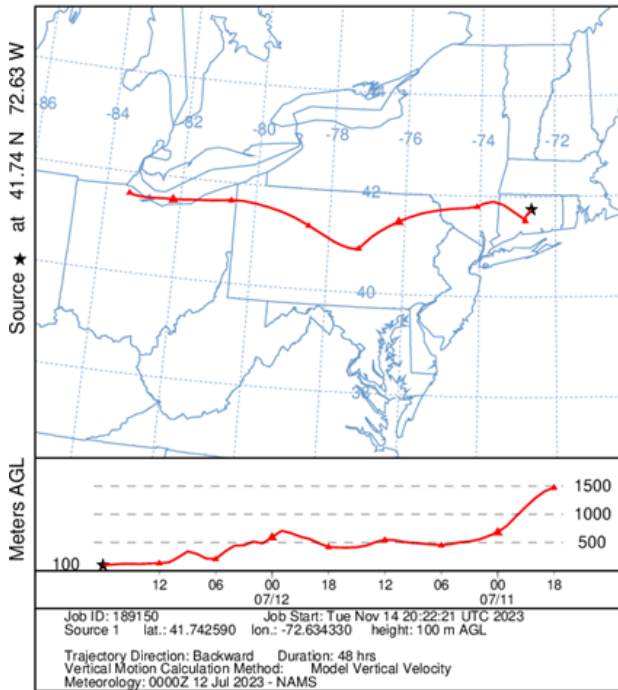 Source ★ at 41.74 N 72.63 W
-86
-84
-82
-80
-78
-76
-74
-72
42
40
Meters AGL
1500
1000
500
100
12 06 00 18 12 06 00 18
07/12 07/11
Job ID: 189150 Job Start: Tue Nov 14 20:22:21 UTC 2023
Source 1 lat.: 41.742590 lon.: -72.634330 height: 100 m AGL
Trajectory Direction: Backward Duration: 48 hrs
Vertical Motion Calculation Method: Model Vertical Velocity
Meteorology: 0000Z 12 Jul 2023 - NAMS